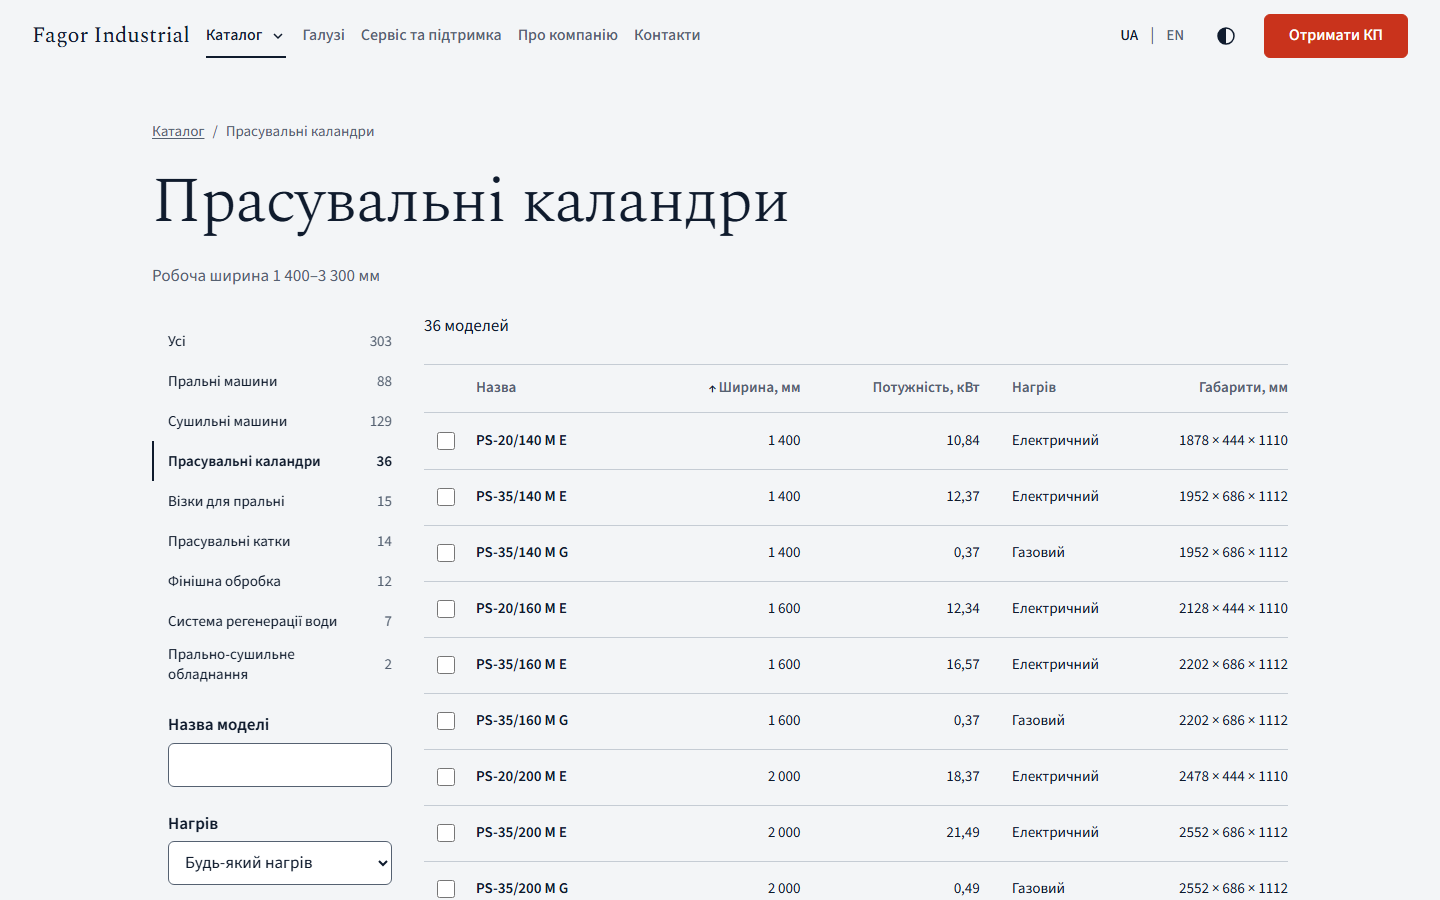 Fagor Industrial Каталог Галузі Сервіс та підтримка Про компанію Контакти UA | EN Отримати КП
Каталог / Прасувальні каландри
Прасувальні каландри
Робоча ширина 1 400–3 300 мм
Усі 303
Пральні машини 88
Сушильні машини 129
Прасувальні каландри 36
Візки для пральні 15
Прасувальні катки 14
Фінішна обробка 12
Система регенерації води 7
Прально-сушильне
обладнання 2
Назва моделі
Нагрів
Будь-який нагрів
36 моделей
Назва ↑ Ширина, мм Потужність, кВт Нагрів Габарити, мм
PS-20/140 M E 1 400 10,84 Електричний 1878 × 444 × 1110
PS-35/140 M E 1 400 12,37 Електричний 1952 × 686 × 1112
PS-35/140 M G 1 400 0,37 Газовий 1952 × 686 × 1112
PS-20/160 M E 1 600 12,34 Електричний 2128 × 444 × 1110
PS-35/160 M E 1 600 16,57 Електричний 2202 × 686 × 1112
PS-35/160 M G 1 600 0,37 Газовий 2202 × 686 × 1112
PS-20/200 M E 2 000 18,37 Електричний 2478 × 444 × 1110
PS-35/200 M E 2 000 21,49 Електричний 2552 × 686 × 1112
PS-35/200 M G 2 000 0,49 Газовий 2552 × 686 × 1112